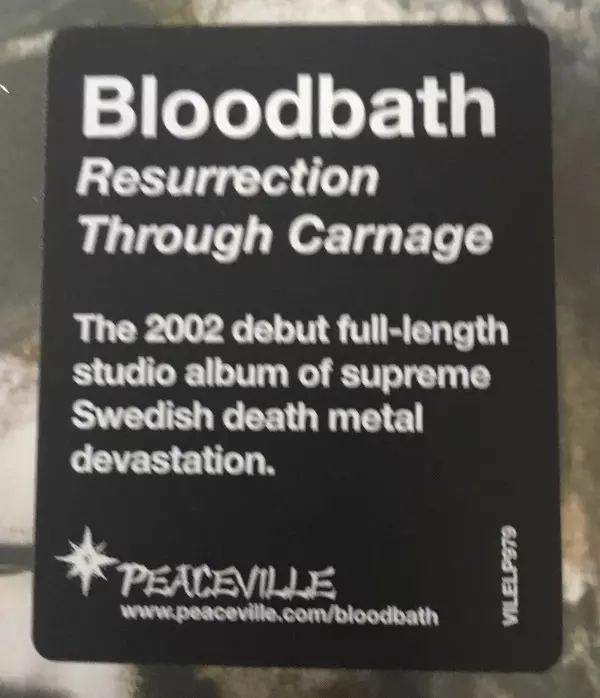 Bloodbath
Resurrection
Through Carnage
The 2002 debut full-length
studio album of supreme
Swedish death metal
devastation.
PEACEVILLE
www.peaceville.com/bloodbath
VILELP979